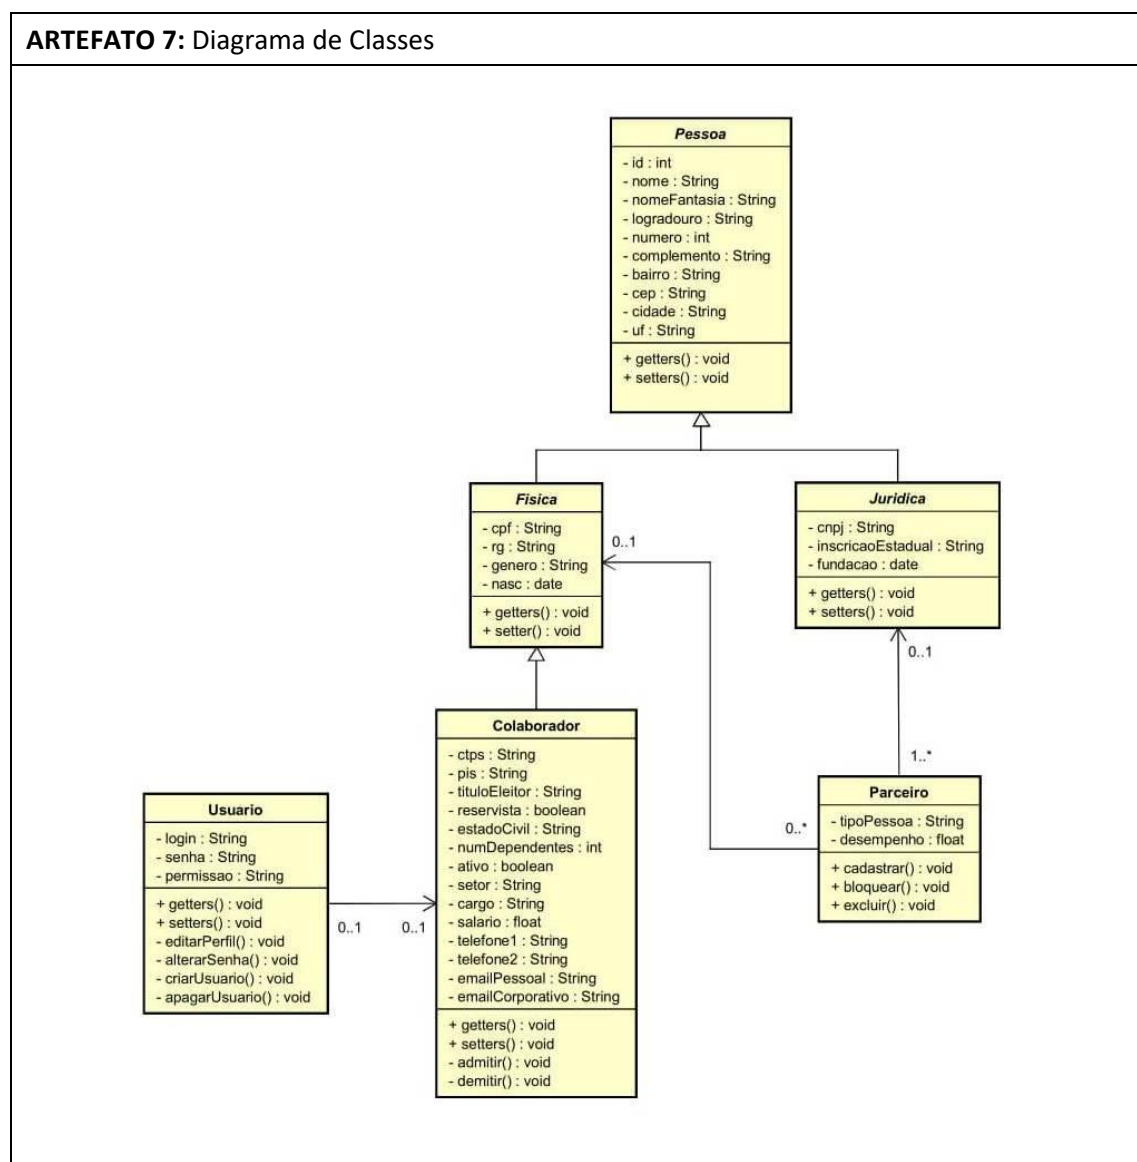 ARTEFATO 7: Diagrama de Classes
Pessoa
- id : int
- nome : String
- nomeFantasia : String
- logradouro : String
- numero : int
- complemento : String
- bairro : String
- cep : String
- cidade : String
- uf : String
+ getters() : void
+ setters() : void
Fisica
- cpf : String
- rg : String
- genero : String
- nasc : date
+ getters() : void
+ setter() : void
0..1
Juridica
- cnpj : String
- inscricaoEstadual : String
- fundacao : date
+ getters() : void
+ setters() : void
0..1
1..*
Colaborador
- ctps : String
- pis : String
- tituloEleitor : String
- reservista : boolean
- estadoCivil : String
- numDependentes : int
- ativo : boolean
- setor : String
- cargo : String
- salario : float
- telefone1 : String
- telefone2 : String
- emailPessoal : String
- emailCorporativo : String
+ getters() : void
+ setters() : void
- admitir() : void
- demitir() : void
Usuario
- login : String
- senha : String
- permissao : String
+ getters() : void
+ setters() : void
- editarPerfil() : void
- alterarSenha() : void
- criarUsuario() : void
- apagarUsuario() : void
0..1
0..1
0..*
Parceiro
- tipoPessoa : String
- desempenho : float
+ cadastrar() : void
+ bloquear() : void
+ excluir() : void